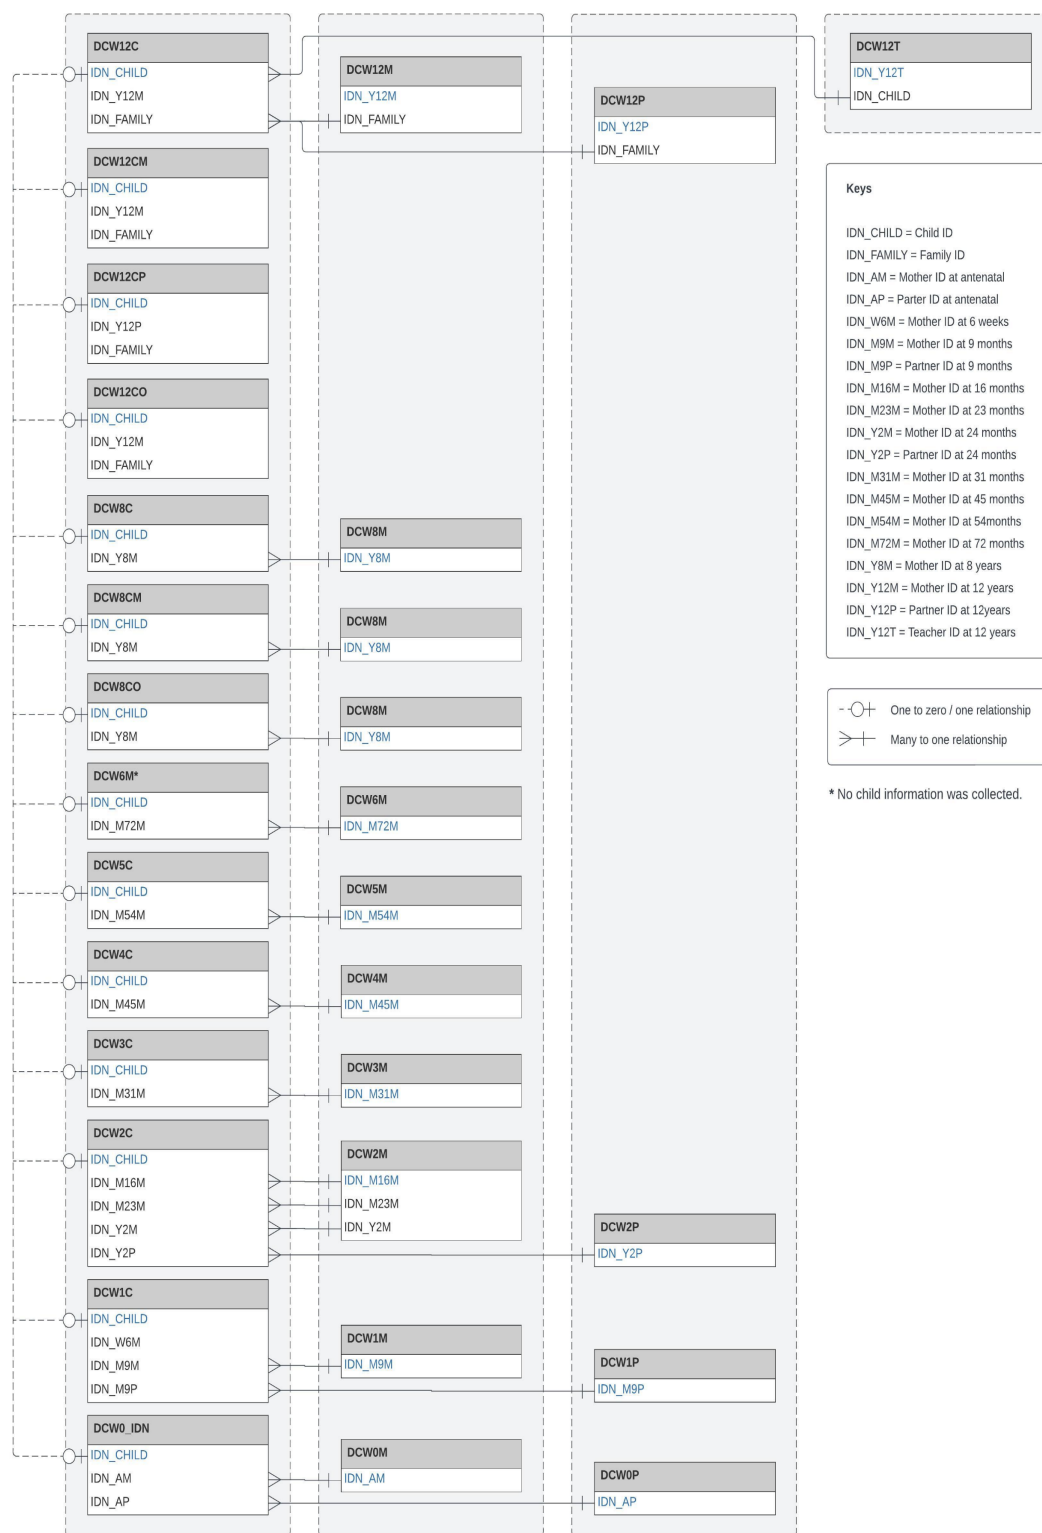 DCW12C
IDN_CHILD
IDN_Y12M
IDN_FAMILY
DCW12CM
IDN_CHILD
IDN_Y12M
IDN_FAMILY
DCW12CP
IDN_CHILD
IDN_Y12P
IDN_FAMILY
DCW12CO
IDN_CHILD
IDN_Y12M
IDN_FAMILY
DCW8C
IDN_CHILD
IDN_Y8M
DCW8CM
IDN_CHILD
IDN_Y8M
DCW8CO
IDN_CHILD
IDN_Y8M
DCW6M*
IDN_CHILD
IDN_M72M
DCW5C
IDN_CHILD
IDN_M54M
DCW4C
IDN_CHILD
IDN_M45M
DCW3C
IDN_CHILD
IDN_M31M
DCW2C
IDN_CHILD
IDN_M16M
IDN_M23M
IDN_Y2M
IDN_Y2P
DCW1C
IDN_CHILD
IDN_W6M
IDN_M9M
IDN_M9P
DCW0_IDN
IDN_CHILD
IDN_AM
IDN_AP
DCW12M
IDN_Y12M
IDN_FAMILY
DCW8M
IDN_Y8M
DCW8M
IDN_Y8M
DCW8M
IDN_Y8M
DCW6M
IDN_M72M
DCW5M
IDN_M54M
DCW4M
IDN_M45M
DCW3M
IDN_M31M
DCW2M
IDN_M16M
IDN_M23M
IDN_Y2M
DCW1M
IDN_M9M
DCW0M
IDN_AM
DCW12P
IDN_Y12P
IDN_FAMILY
DCW2P
IDN_Y2P
DCW1P
IDN_M9P
DCW0P
IDN_AP
DCW12T
IDN_Y12T
IDN_CHILD
Keys
IDN_CHILD = Child ID
IDN_FAMILY = Family ID
IDN_AM = Mother ID at antenatal
IDN_AP = Parter ID at antenatal
IDN_W6M = Mother ID at 6 weeks
IDN_M9M = Mother ID at 9 months
IDN_M9P = Partner ID at 9 months
IDN_M16M = Mother ID at 16 months
IDN_M23M = Mother ID at 23 months
IDN_Y2M = Mother ID at 24 months
IDN_Y2P = Partner ID at 24 months
IDN_M31M = Mother ID at 31 months
IDN_M45M = Mother ID at 45 months
IDN_M54M = Mother ID at 54months
IDN_M72M = Mother ID at 72 months
IDN_Y8M = Mother ID at 8 years
IDN_Y12M = Mother ID at 12 years
IDN_Y12P = Partner ID at 12years
IDN_Y12T = Teacher ID at 12 years
One to zero / one relationship
Many to one relationship
* No child information was collected.